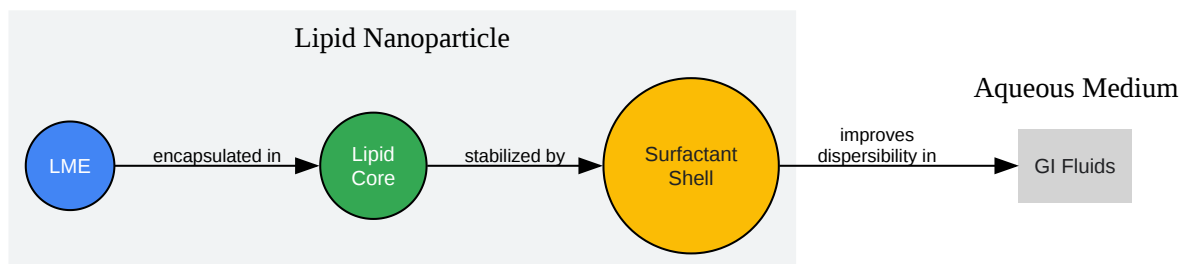 Lipid Nanoparticle
LME
encapsulated in
Lipid
Core
stabilized by
Surfactant
Shell
improves
dispersibility in
Aqueous Medium
GI Fluids